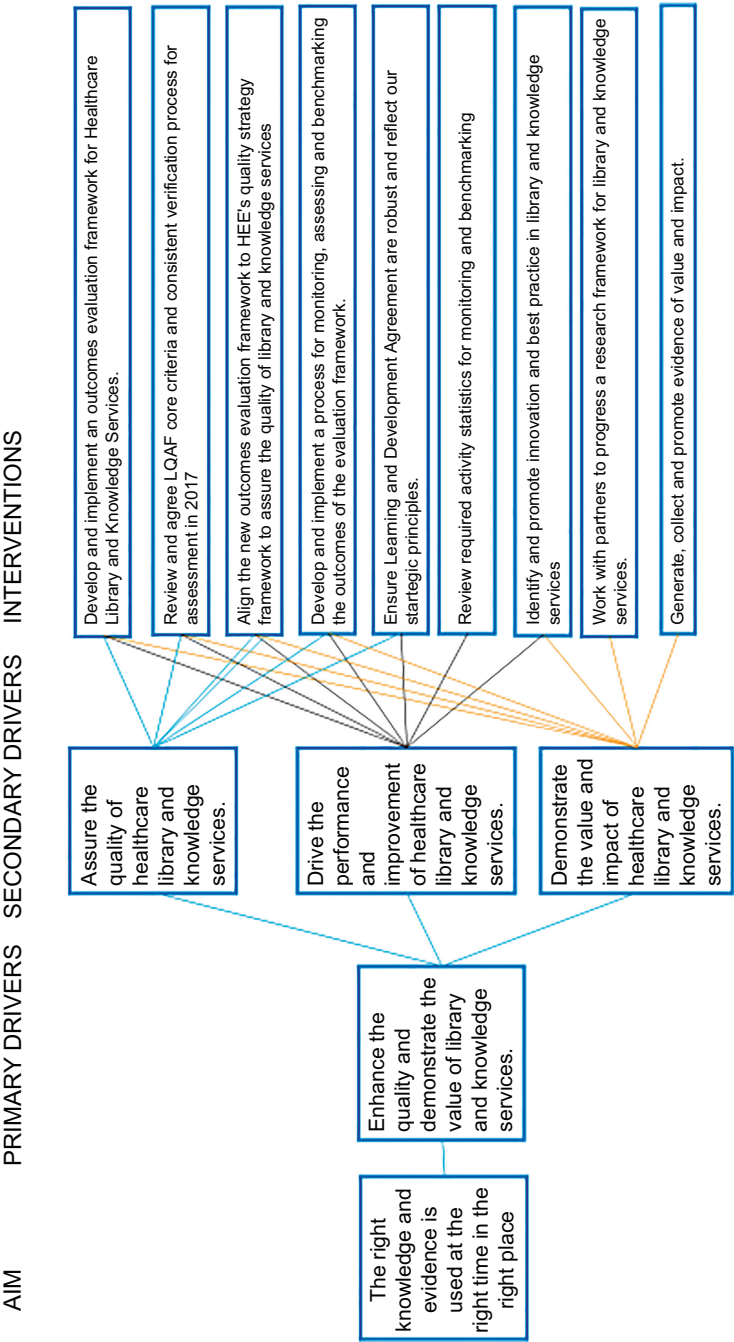 AIM
PRIMARY DRIVERS
SECONDARY DRIVERS
INTERVENTIONS
The right
knowledge and
evidence is
used at the
right time in the
right place
Enhance the
quality and
demonstrate the
value of library
and knowledge
services.
Assure the
quality of
healthcare
library and
knowledge
services.
Drive the
performance
and
improvement
of healthcare
library and
knowledge
services.
Demonstrate
the value and
impact of
healthcare
library and
knowledge
services.
Develop and implement an outcomes evaluation framework for Healthcare
Library and Knowledge Services.
Review and agree LQAF core criteria and consistent verification process for
assessment in 2017
Align the new outcomes evaluation framework to HEE's quality strategy
framework to assure the quality of library and knowledge services
Develop and implement a process for monitoring, assessing and benchmarking
the outcomes of the evaluation framework.
Ensure Learning and Development Agreement are robust and reflect our
startegic principles.
Review required activity statistics for monitoring and benchmarking
Identify and promote innovation and best practice in library and knowledge
services
Work with partners to progress a research framework for library and knowledge
services.
Generate, collect and promote evidence of value and impact.